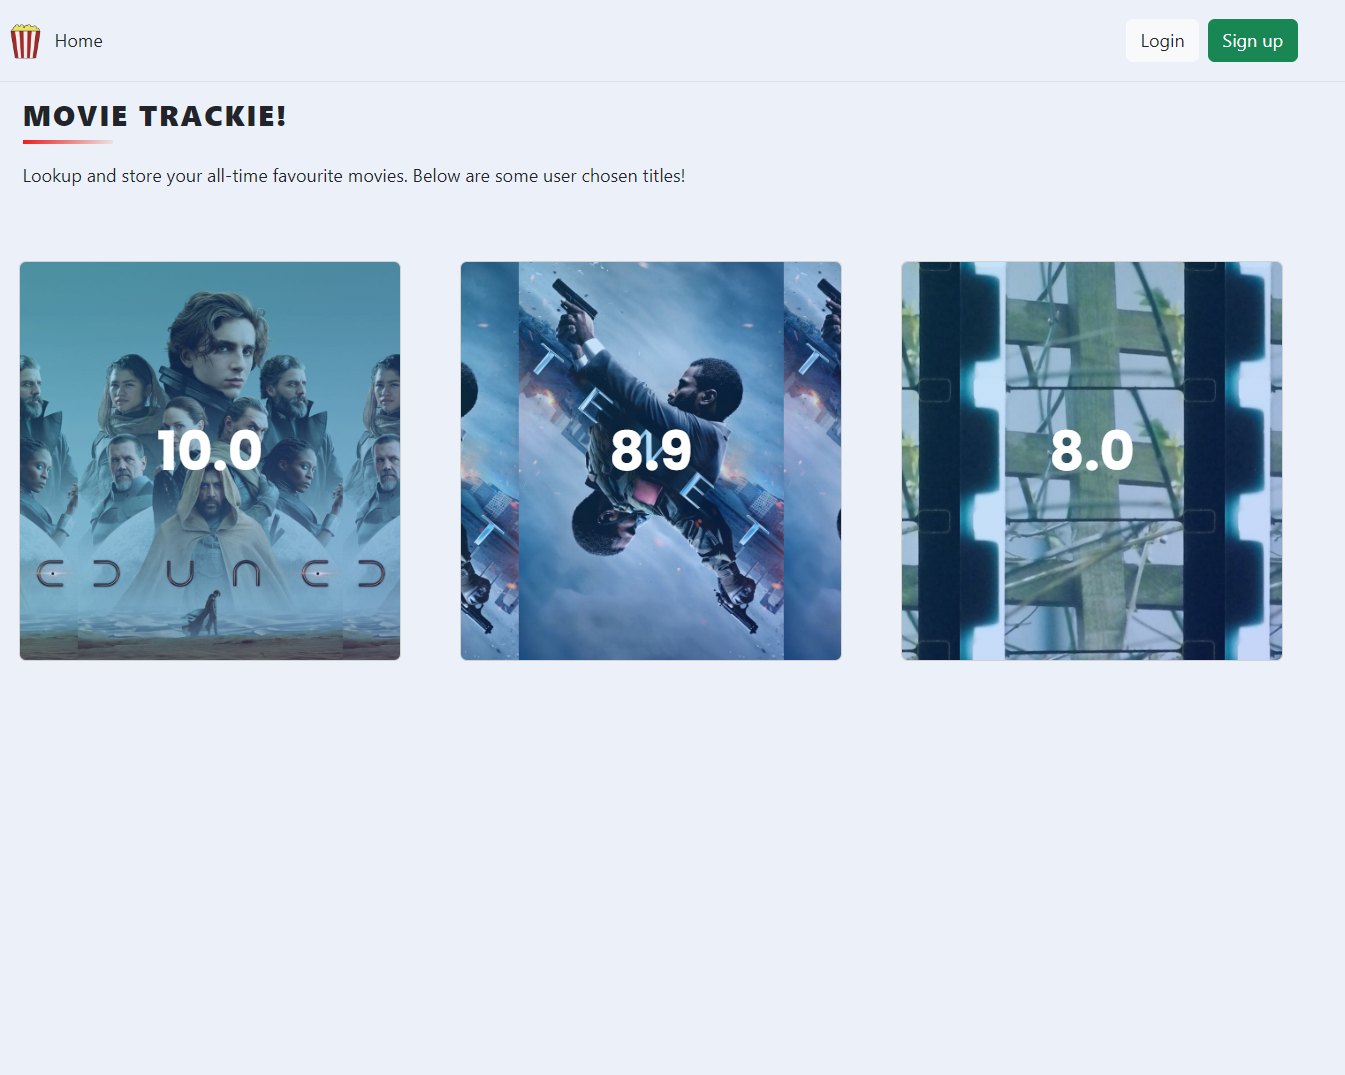 Home
Login
Sign up
MOVIE TRACKIE!
Lookup and store your all-time favourite movies. Below are some user chosen titles!
10.0
8.9
8.0
TENET
DUNE